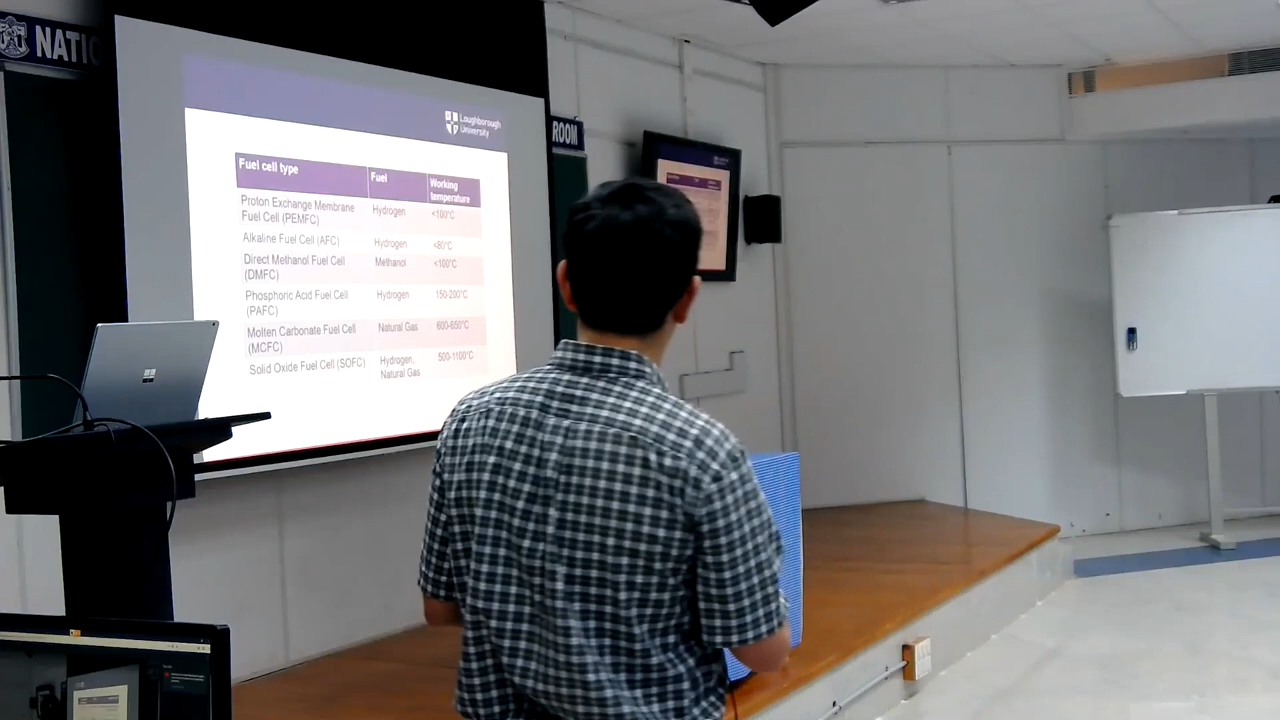 NATIC
ROOM
Loughborough
University
Fuel cell type Fuel Working
temperature
Proton Exchange Membrane
Fuel Cell (PEMFC) Hydrogen <100°C
Alkaline Fuel Cell (AFC) Hydrogen <80°C
Direct Methanol Fuel Cell
(DMFC) Methanol <100°C
Phosphoric Acid Fuel Cell
(PAFC) Hydrogen 150-200°C
Molten Carbonate Fuel Cell
(MCFC) Natural Gas 600-650°C
Solid Oxide Fuel Cell (SOFC) Hydrogen,
Natural Gas 500-1100°C